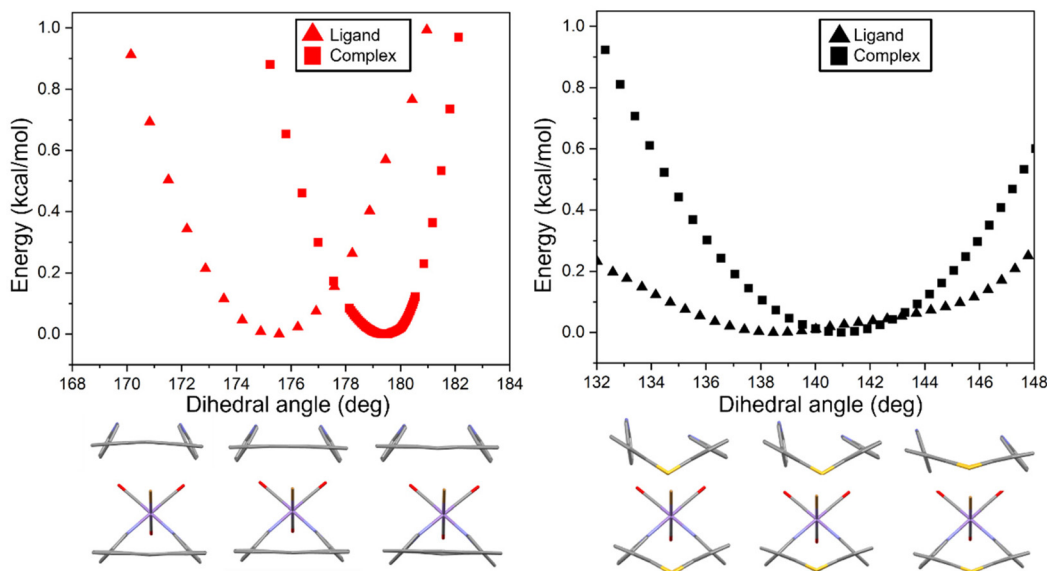 Energy (kcal/mol)
1.0
0.8
0.6
0.4
0.2
0.0
Ligand
Complex
168 170 172 174 176 178 180 182 184
Dihedral angle (deg)
Energy (kcal/mol)
1.0
0.8
0.6
0.4
0.2
0.0
Ligand
Complex
132 134 136 138 140 142 144 146 148
Dihedral angle (deg)